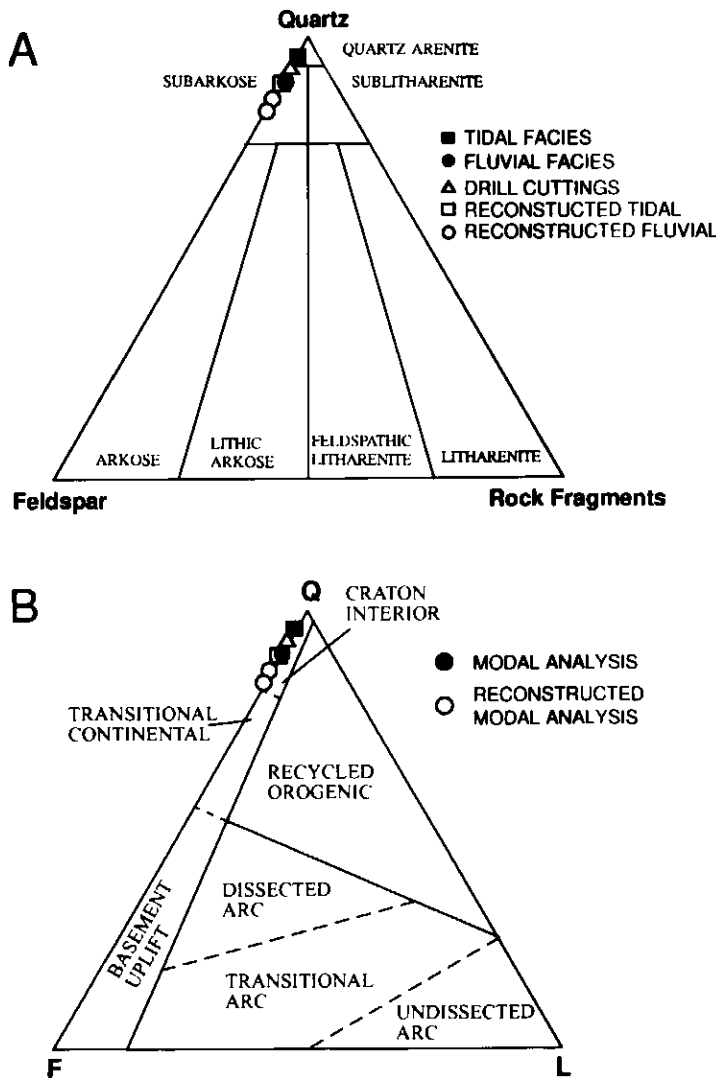 A
Quartz
QUARTZ ARENITE
SUBARKOSE
SUBLITHARENITE
TIDAL FACIES
FLUVIAL FACIES
DRILL CUTTINGS
RECONSTUCTED TIDAL
RECONSTRUCTED FLUVIAL
ARKOSE
LITHIC
ARKOSE
FELDSPATHIC
LITHARENITE
LITHARENITE
Feldspar
Rock Fragments
B
Q
CRATON
INTERIOR
MODAL ANALYSIS
RECONSTRUCTED
MODAL ANALYSIS
TRANSITIONAL
CONTINENTAL
RECYCLED
OROGENIC
BASEMENT
UPLIFT
DISSECTED
ARC
TRANSITIONAL
ARC
UNDISSECTED
ARC
F
L